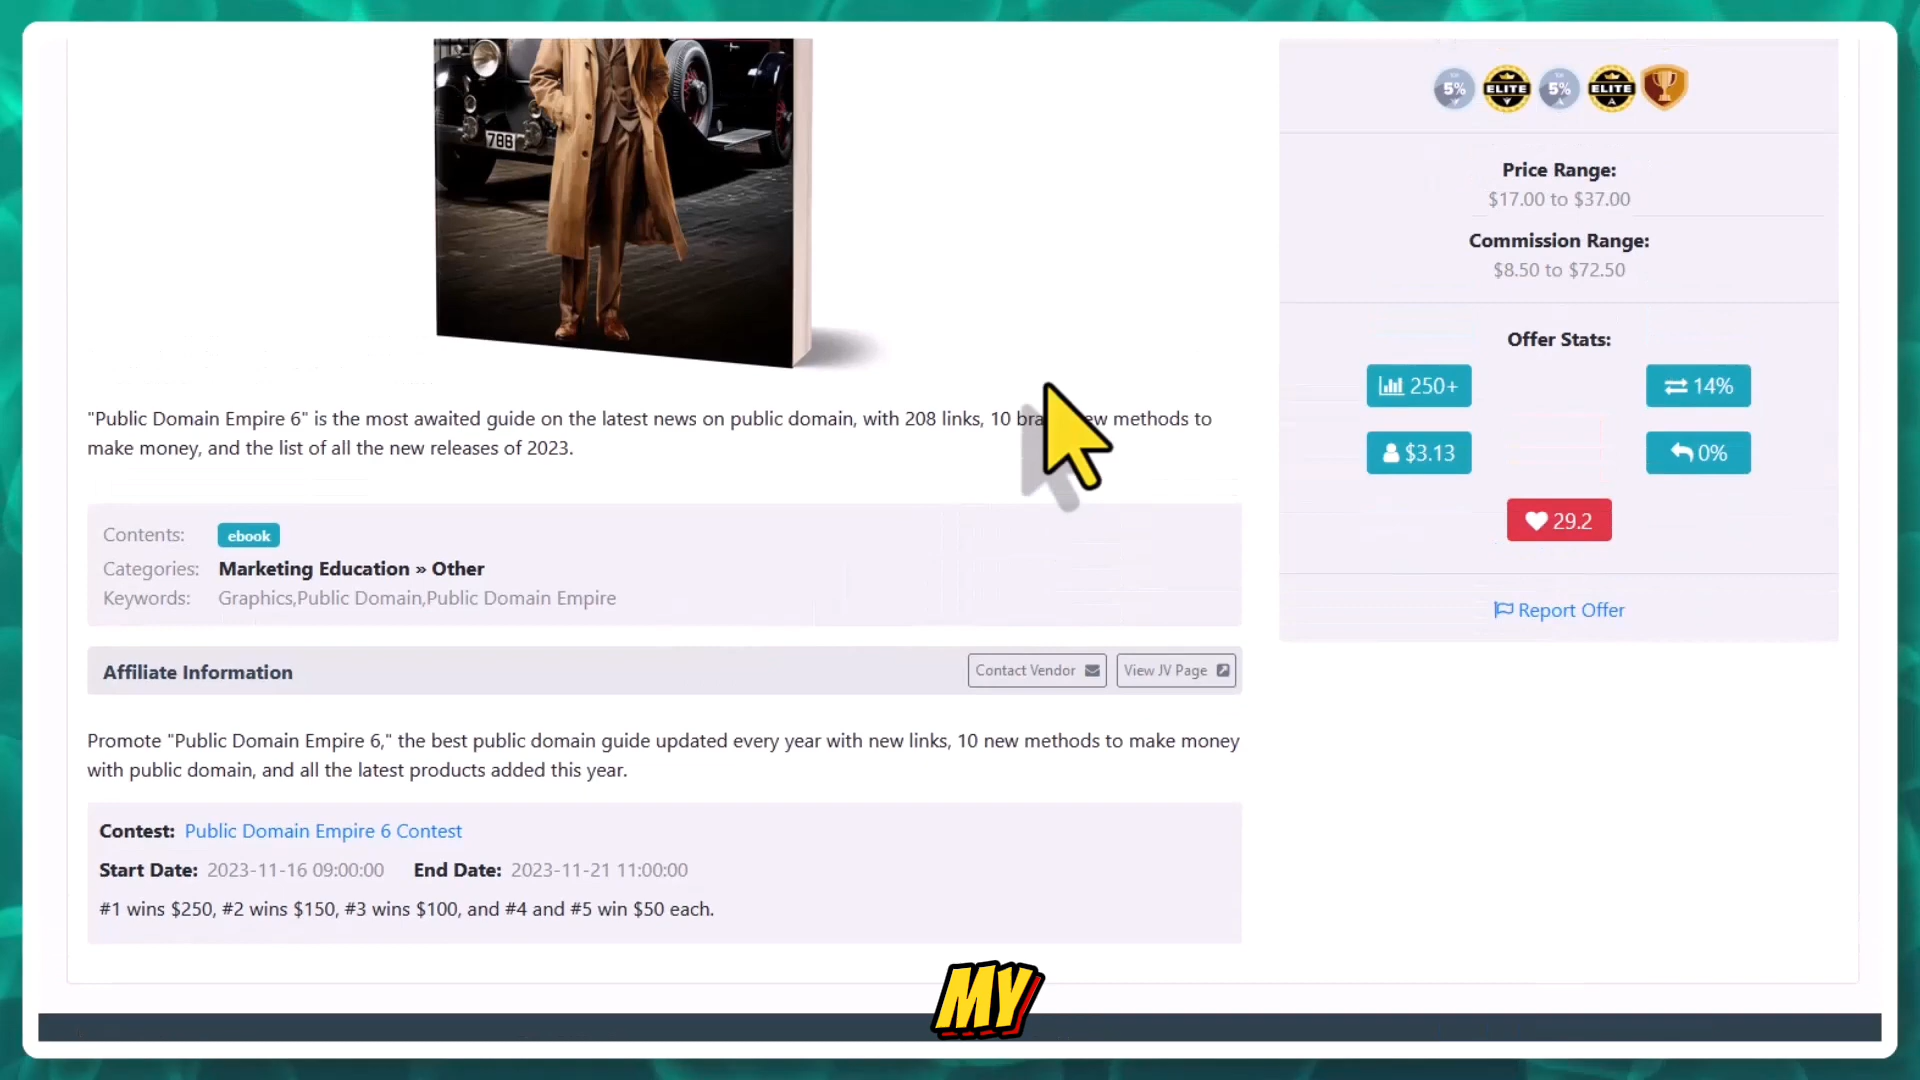 788
5%
ELITE
5%
ELITE
Price Range:
$17.00 to $37.00
Commission Range:
$8.50 to $72.50
Offer Stats:
250+
14%
$3.13
0%
29.2
Report Offer
"Public Domain Empire 6" is the most awaited guide on the latest news on public domain, with 208 links, 10 methods to
make money, and the list of all the new releases of 2023.
Contents: ebook
Categories: Marketing Education » Other
Keywords: Graphics,Public Domain,Public Domain Empire
Affiliate Information
Contact Vendor
View JV Page
Promote "Public Domain Empire 6," the best public domain guide updated every year with new links, 10 new methods to make money
with public domain, and all the latest products added this year.
Contest: Public Domain Empire 6 Contest
Start Date: 2023-11-16 09:00:00 End Date: 2023-11-21 11:00:00
#1 wins $250, #2 wins $150, #3 wins $100, and #4 and #5 win $50 each.
MY